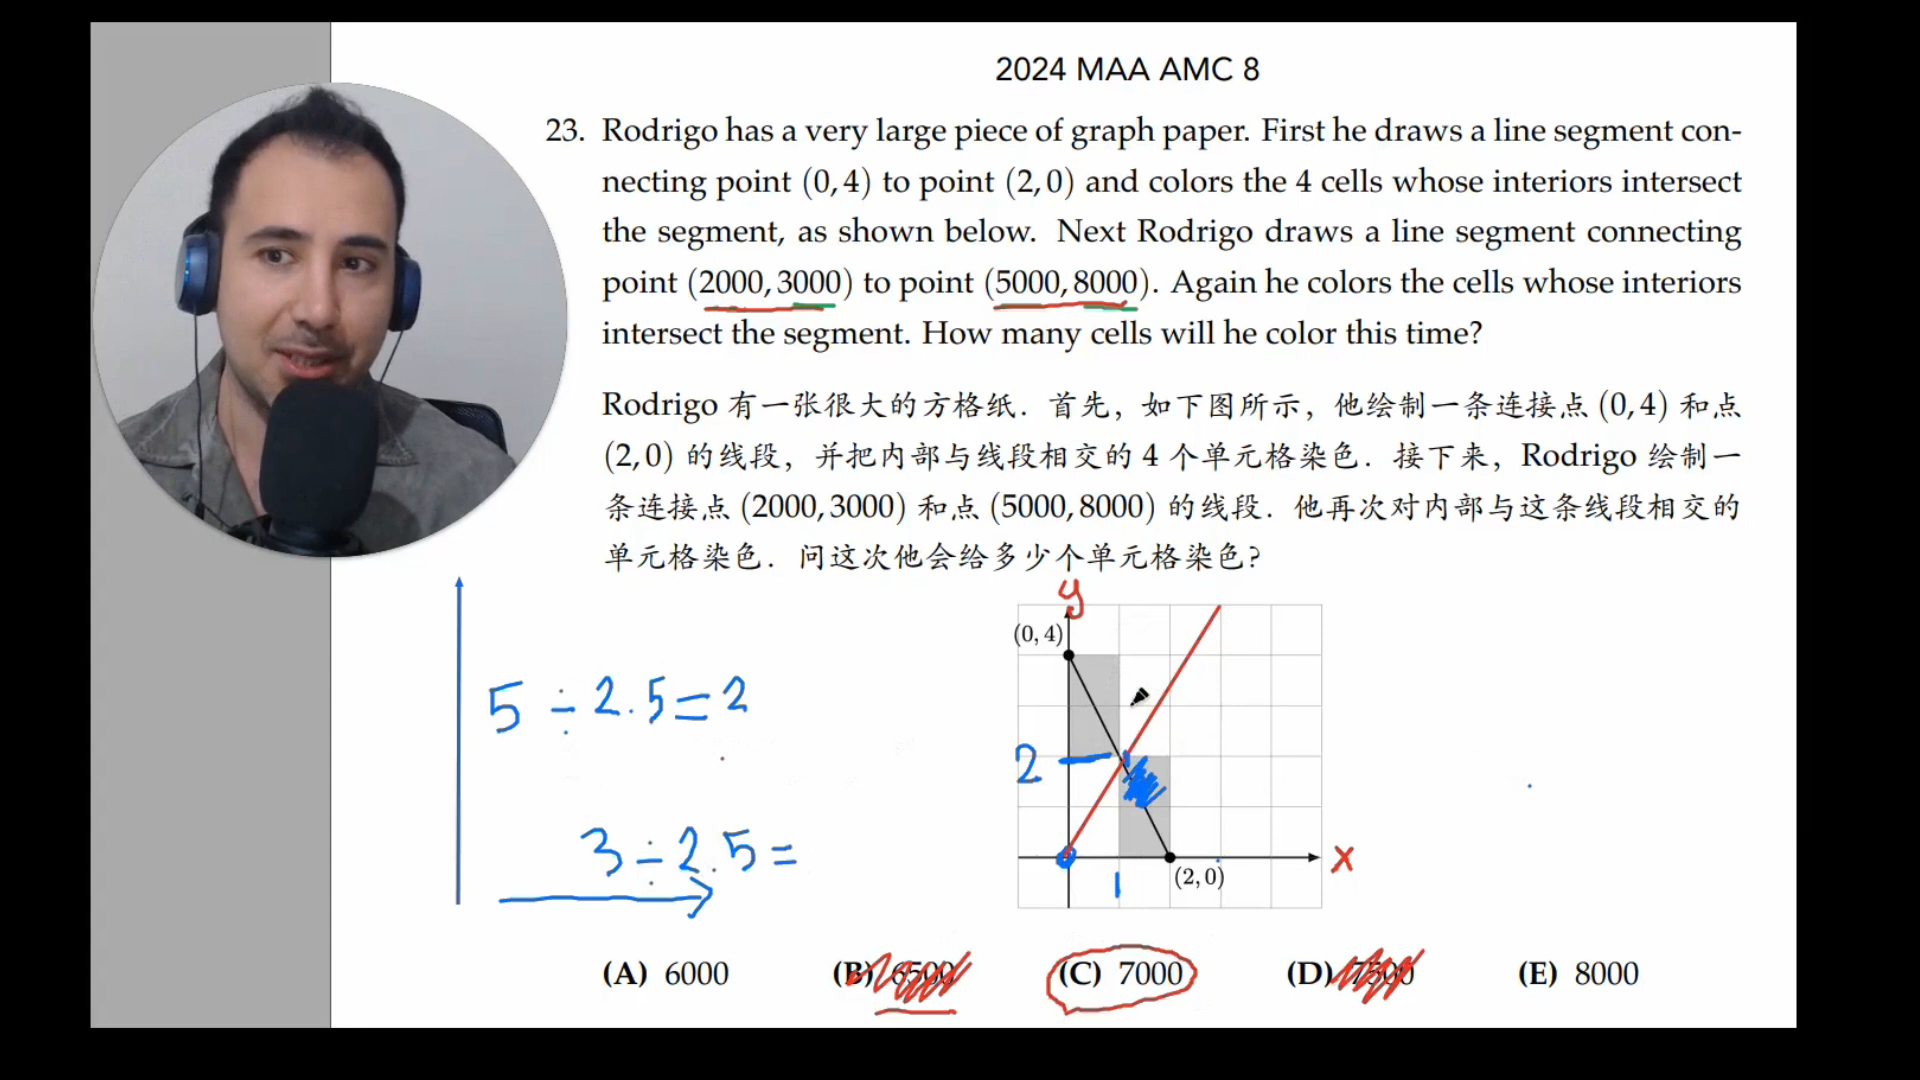 2024 MAA AMC 8
23. Rodrigo has a very large piece of graph paper. First he draws a line segment con-
necting point (0, 4) to point (2, 0) and colors the 4 cells whose interiors intersect
the segment, as shown below. Next Rodrigo draws a line segment connecting
point (2000, 3000) to point (5000, 8000). Again he colors the cells whose interiors
intersect the segment. How many cells will he color this time?
Rodrigo 有一张很大的方格纸. 首先, 如下图所示, 他绘制一条连接点 (0, 4) 和点
(2, 0) 的线段, 并把内部与线段相交的 4 个单元格染色. 接下来, Rodrigo 绘制一
条连接点 (2000, 3000) 和点 (5000, 8000) 的线段. 他再次对内部与这条线段相交的
单元格染色. 问这次他会给多少个单元格染色?
y
(0, 4)
5 ÷ 2.5 = 2
2
3 ÷ 2.5 =
x
1
(2, 0)
(A) 6000 (B) 6500 (C) 7000 (D) 7500 (E) 8000